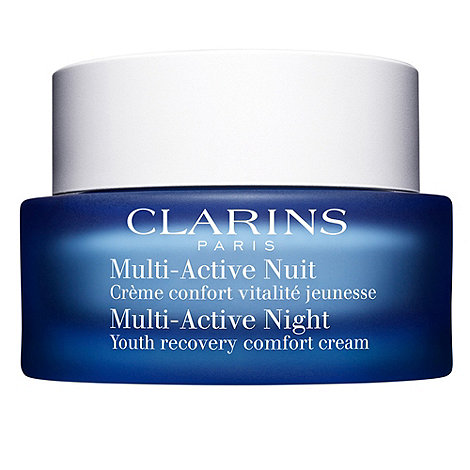 CLARINS
PARIS
Multi-Active Nuit
Crème confort vitalité jeunesse
Multi-Active Night
Youth recovery comfort cream